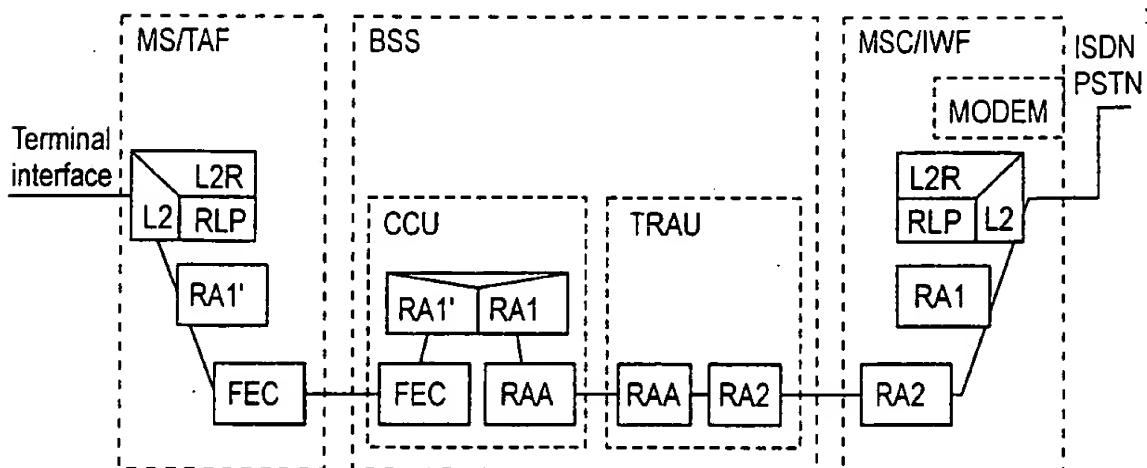 MS/TAF
BSS
MSC/IWF
ISDN
PSTN
MODEM
Terminal
interface
L2R
L2
RLP
CCU
TRAU
L2R
RLP
L2
RA1'
RA1'
RA1
RA1
FEC
FEC
RAA
RAA
RA2
RA2